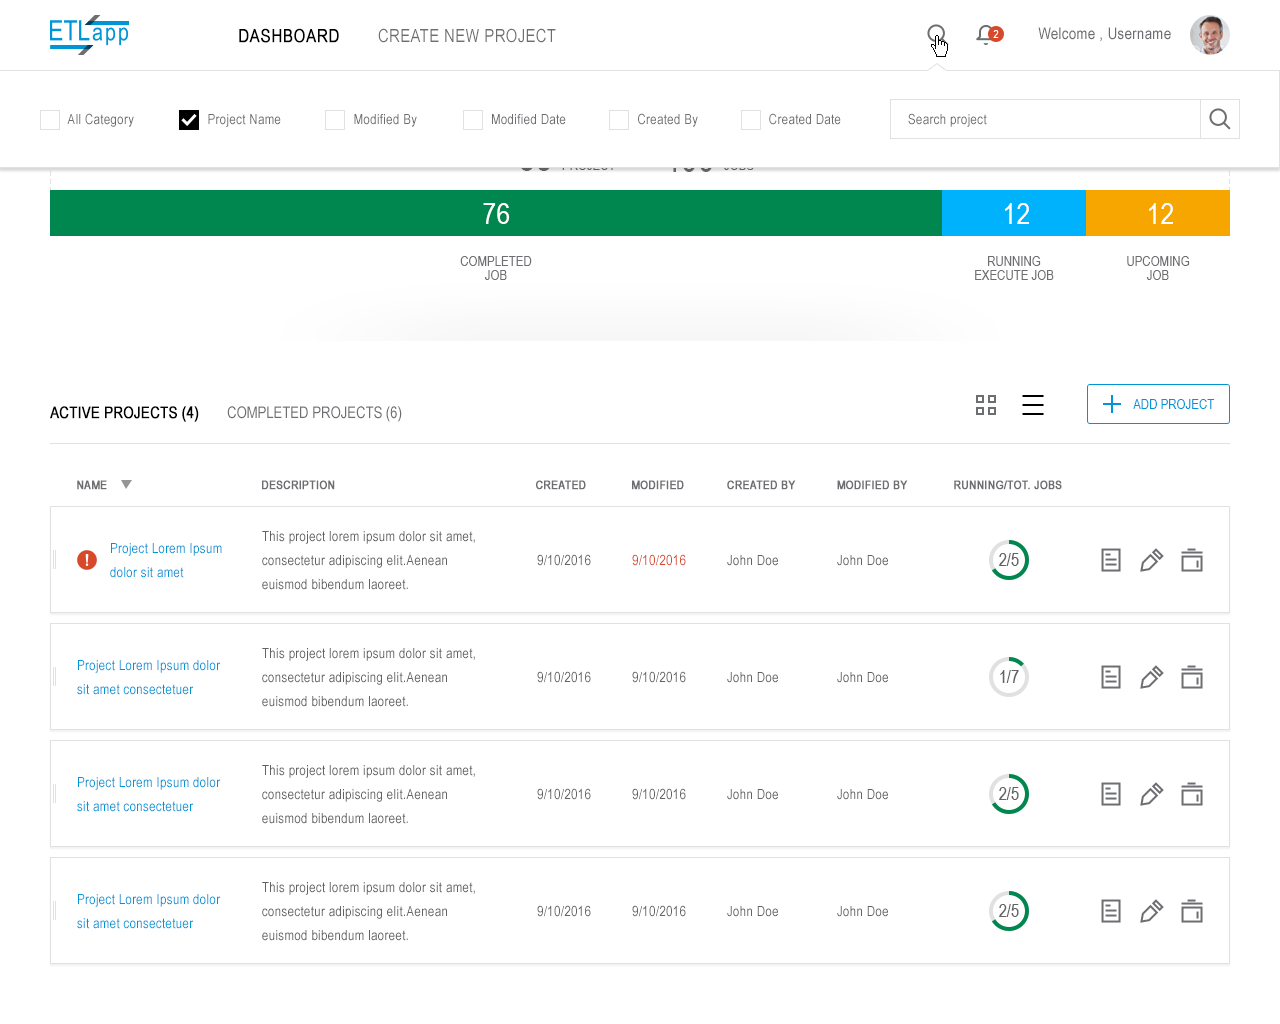 ETLapp
DASHBOARD
CREATE NEW PROJECT
2
Welcome , Username
All Category
Project Name
Modified By
Modified Date
Created By
Created Date
Search project
76
12
12
COMPLETED
JOB
RUNNING
EXECUTE JOB
UPCOMING
JOB
ACTIVE PROJECTS (4)
COMPLETED PROJECTS (6)
ADD PROJECT
NAME
DESCRIPTION
CREATED
MODIFIED
CREATED BY
MODIFIED BY
RUNNING/TOT. JOBS
!
Project Lorem Ipsum
dolor sit amet
This project lorem ipsum dolor sit amet,
consectetur adipiscing elit.Aenean
euismod bibendum laoreet.
9/10/2016
9/10/2016
John Doe
John Doe
2/5
Project Lorem Ipsum dolor
sit amet consectetuer
This project lorem ipsum dolor sit amet,
consectetur adipiscing elit.Aenean
euismod bibendum laoreet.
9/10/2016
9/10/2016
John Doe
John Doe
1/7
Project Lorem Ipsum dolor
sit amet consectetuer
This project lorem ipsum dolor sit amet,
consectetur adipiscing elit.Aenean
euismod bibendum laoreet.
9/10/2016
9/10/2016
John Doe
John Doe
2/5
Project Lorem Ipsum dolor
sit amet consectetuer
This project lorem ipsum dolor sit amet,
consectetur adipiscing elit.Aenean
euismod bibendum laoreet.
9/10/2016
9/10/2016
John Doe
John Doe
2/5